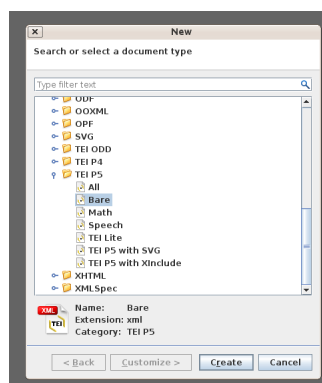 New
Search or select a document type
Type filter text
ODF
OOXML
OPF
SVG
TEI ODD
TEI P4
TEI P5
All
Bare
Math
Speech
TEI Lite
TEI P5 with SVG
TEI P5 with XInclude
XHTML
XMLSpec
XML
TEI
Name: Bare
Extension: xml
Category: TEI P5
< Back Customize > Create Cancel